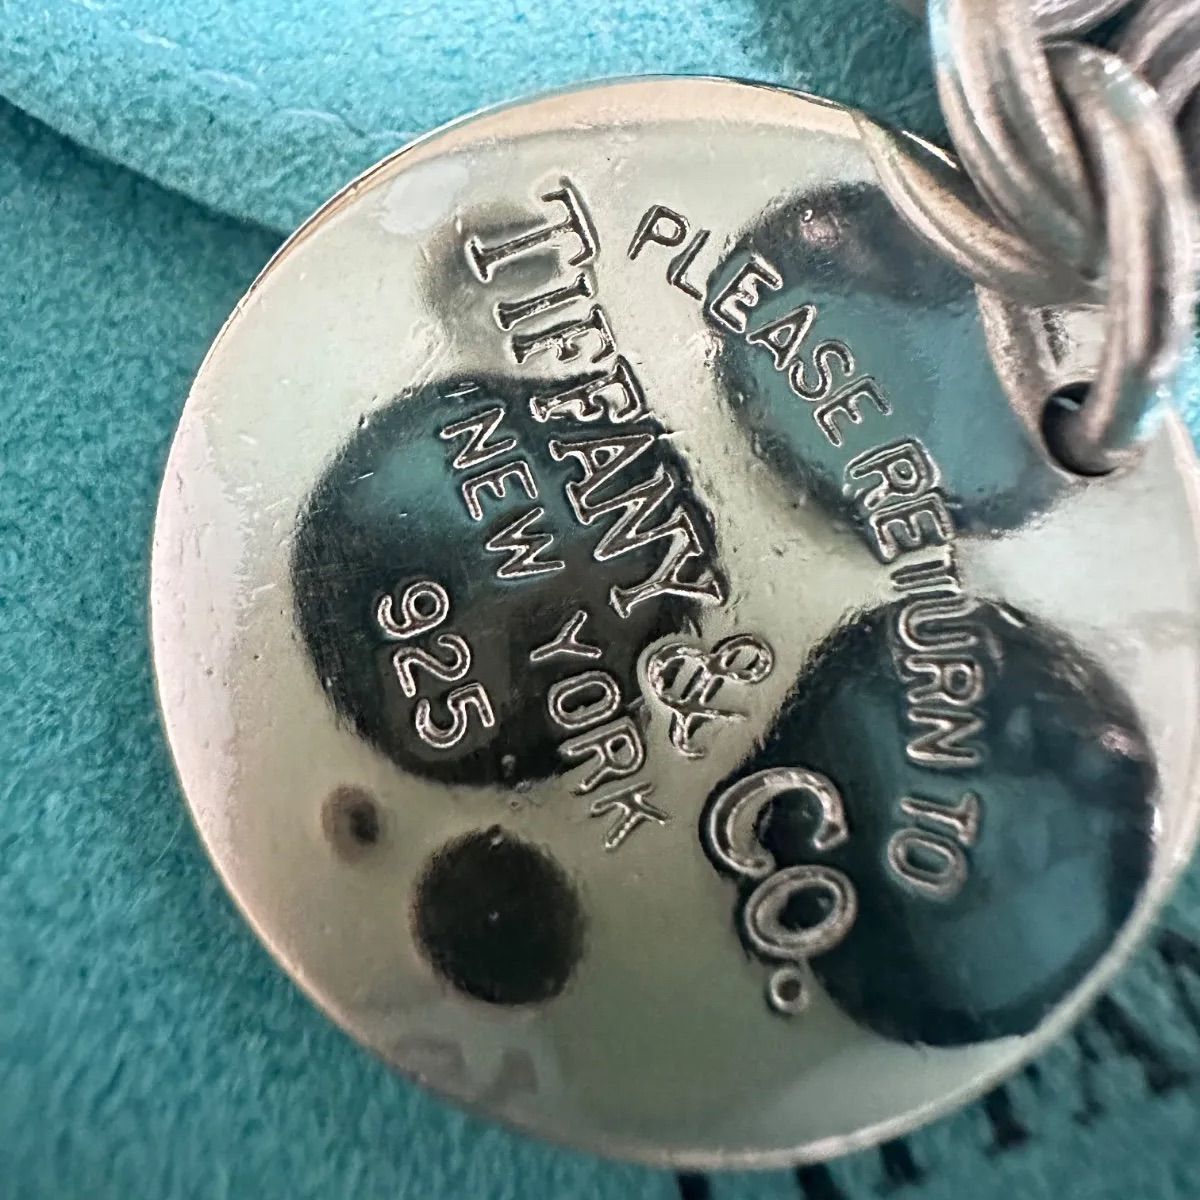 PLEASE RETURN TO
TIFFANY & CO.
NEW YORK
925